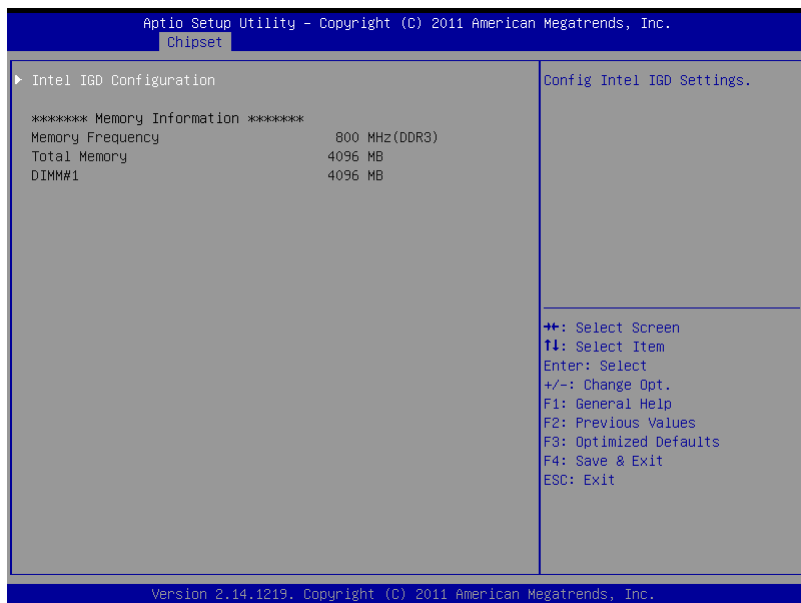 Aptio Setup Utility – Copyright (C) 2011 American Megatrends, Inc.
Chipset
▶ Intel IGD Configuration
******* Memory Information *******
Memory Frequency 800 MHz(DDR3)
Total Memory 4096 MB
DIMM#1 4096 MB
Config Intel IGD Settings.
→←: Select Screen
↑↓: Select Item
Enter: Select
+/-: Change Opt.
F1: General Help
F2: Previous Values
F3: Optimized Defaults
F4: Save & Exit
ESC: Exit
Version 2.14.1219. Copyright (C) 2011 American Megatrends, Inc.